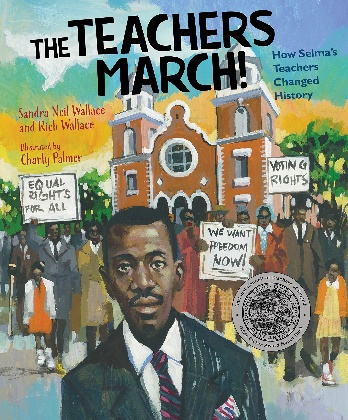 THE TEACHERS
MARCH!
How Selma's
Teachers
Changed
History
Sandra Neil Wallace
and Rich Wallace
Illustrated by
Charly Palmer
EQUAL
RIGHTS
FOR ALL
VOTING
RIGHTS
WE WANT
FREEDOM
NOW!